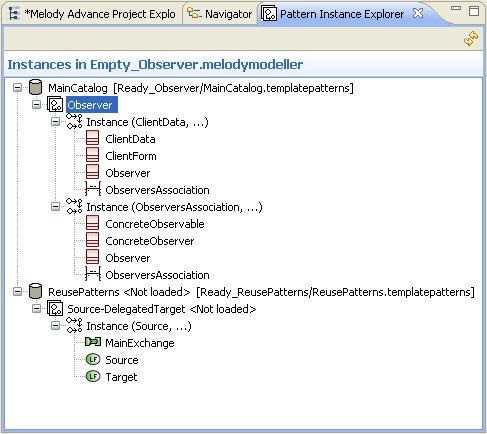 *Melody Advance Project Explo Navigator Pattern Instance Explorer
Instances in Empty_Observer.melodymodeller
MainCatalog [Ready_Observer/MainCatalog.templatepatterns]
Observer
Instance (ClientData, ...)
ClientData
ClientForm
Observer
ObserversAssociation
Instance (ObserversAssociation, ...)
ConcreteObservable
ConcreteObserver
Observer
ObserversAssociation
ReusePatterns <Not loaded> [Ready_ReusePatterns/ReusePatterns.templatepatterns]
Source-DelegatedTarget <Not loaded>
Instance (Source, ...)
MainExchange
LF Source
LF Target